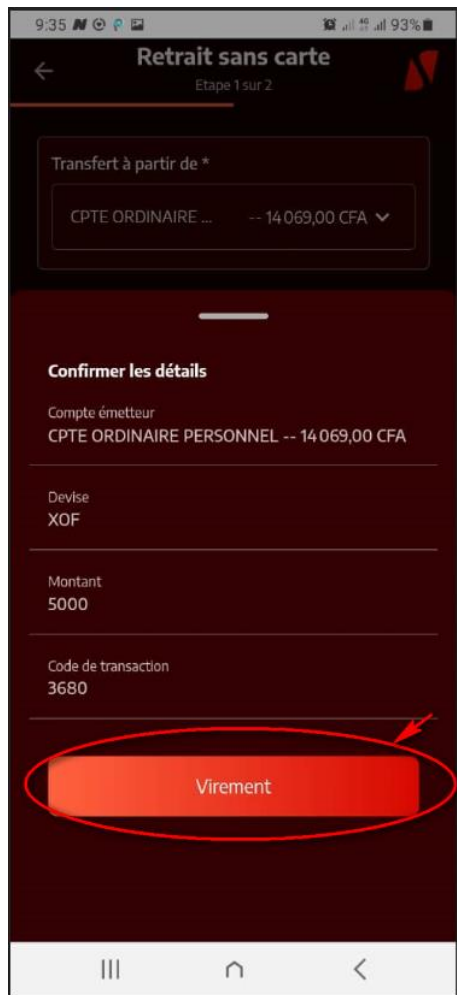 9:35 93%
Retrait sans carte
Etape 1 sur 2
Transfert à partir de *
CPTE ORDINAIRE ... -- 14 069,00 CFA
Confirmer les détails
Compte émetteur
CPTE ORDINAIRE PERSONNEL -- 14 069,00 CFA
Devise
XOF
Montant
5000
Code de transaction
3680
Virement